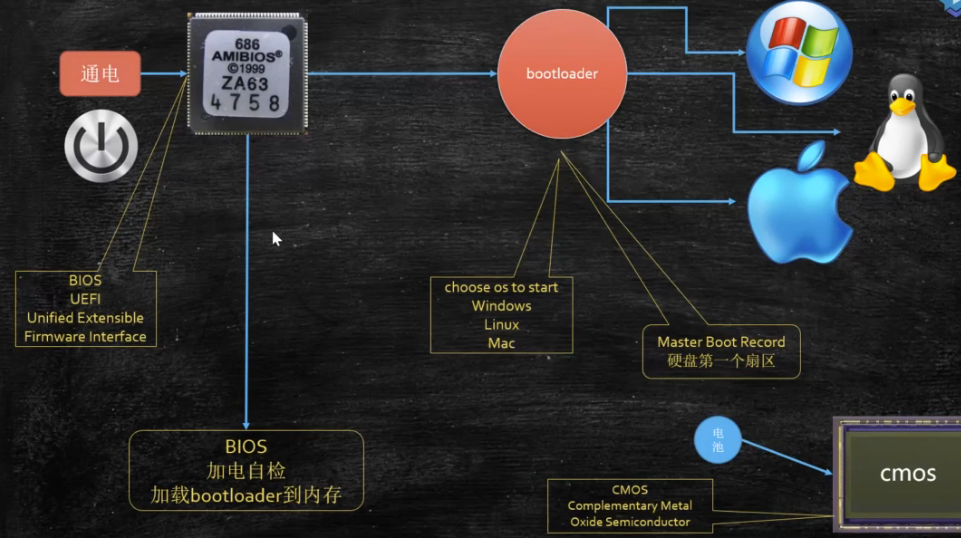 通电
686
AMIBIOS®
©1999
ZA63
4758
bootloader
BIOS
UEFI
Unified Extensible
Firmware Interface
choose os to start
Windows
Linux
Mac
Master Boot Record
硬盘第一个扇区
BIOS
加电自检
加载bootloader到内存
电
池
cmos
CMOS
Complementary Metal
Oxide Semiconductor